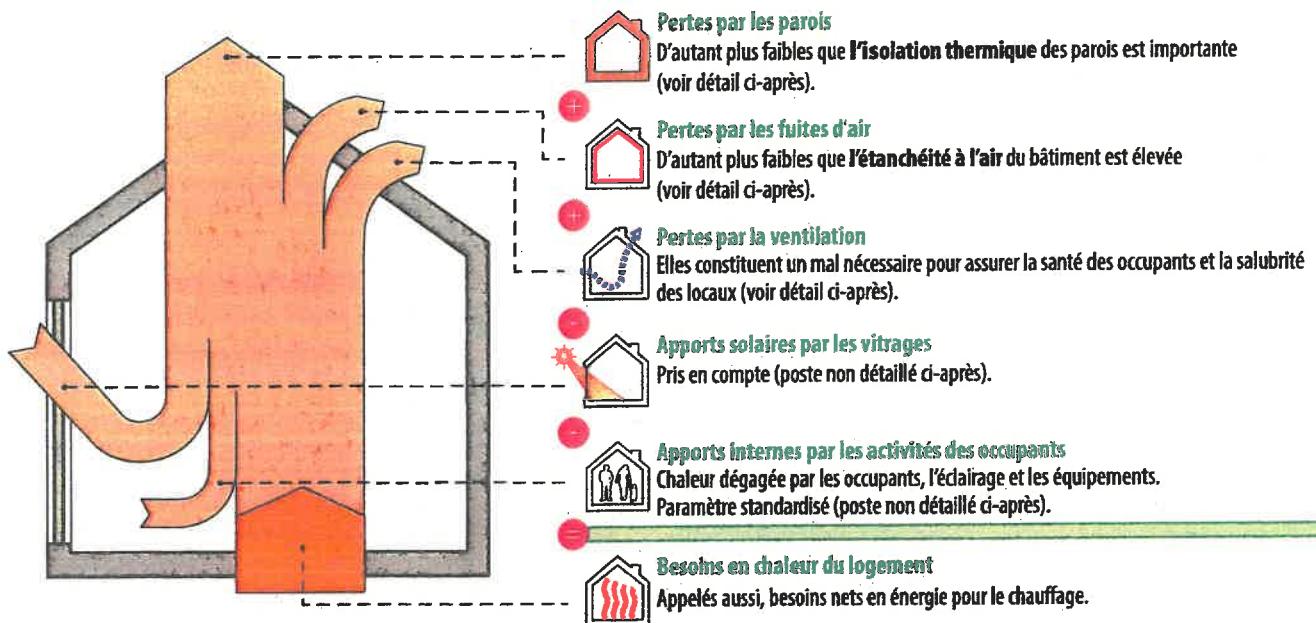 Pertes par les parois
D'autant plus faibles que l'isolation thermique des parois est importante
(voir détail ci-après).
+
Pertes par les fuites d'air
D'autant plus faibles que l'étanchéité à l'air du bâtiment est élevée
(voir détail ci-après).
+
Pertes par la ventilation
Elles constituent un mal nécessaire pour assurer la santé des occupants et la salubrité
des locaux (voir détail ci-après).
-
Apports solaires par les vitrages
Pris en compte (poste non détaillé ci-après).
-
Apports internes par les activités des occupants
Chaleur dégagée par les occupants, l'éclairage et les équipements.
Paramètre standardisé (poste non détaillé ci-après).
=
Besoins en chaleur du logement
Appelés aussi, besoins nets en énergie pour le chauffage.